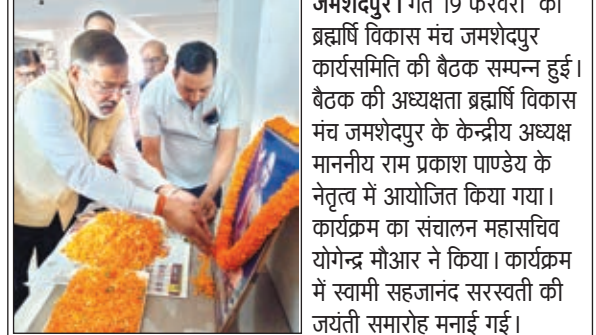 जमशेदपुर। गत 19 फरवरी को
ब्रह्मर्षि विकास मंच जमशेदपुर
कार्यसमिति की बैठक सम्पन्न हुई।
बैठक की अध्यक्षता ब्रह्मर्षि विकास
मंच जमशेदपुर के केन्द्रीय अध्यक्ष
माननीय राम प्रकाश पाण्डेय के
नेतृत्व में आयोजित किया गया।
कार्यक्रम का संचालन महासचिव
योगेन्द्र मौआर ने किया। कार्यक्रम
में स्वामी सहजानंद सरस्वती की
जयंती समारोह मनाई गई।